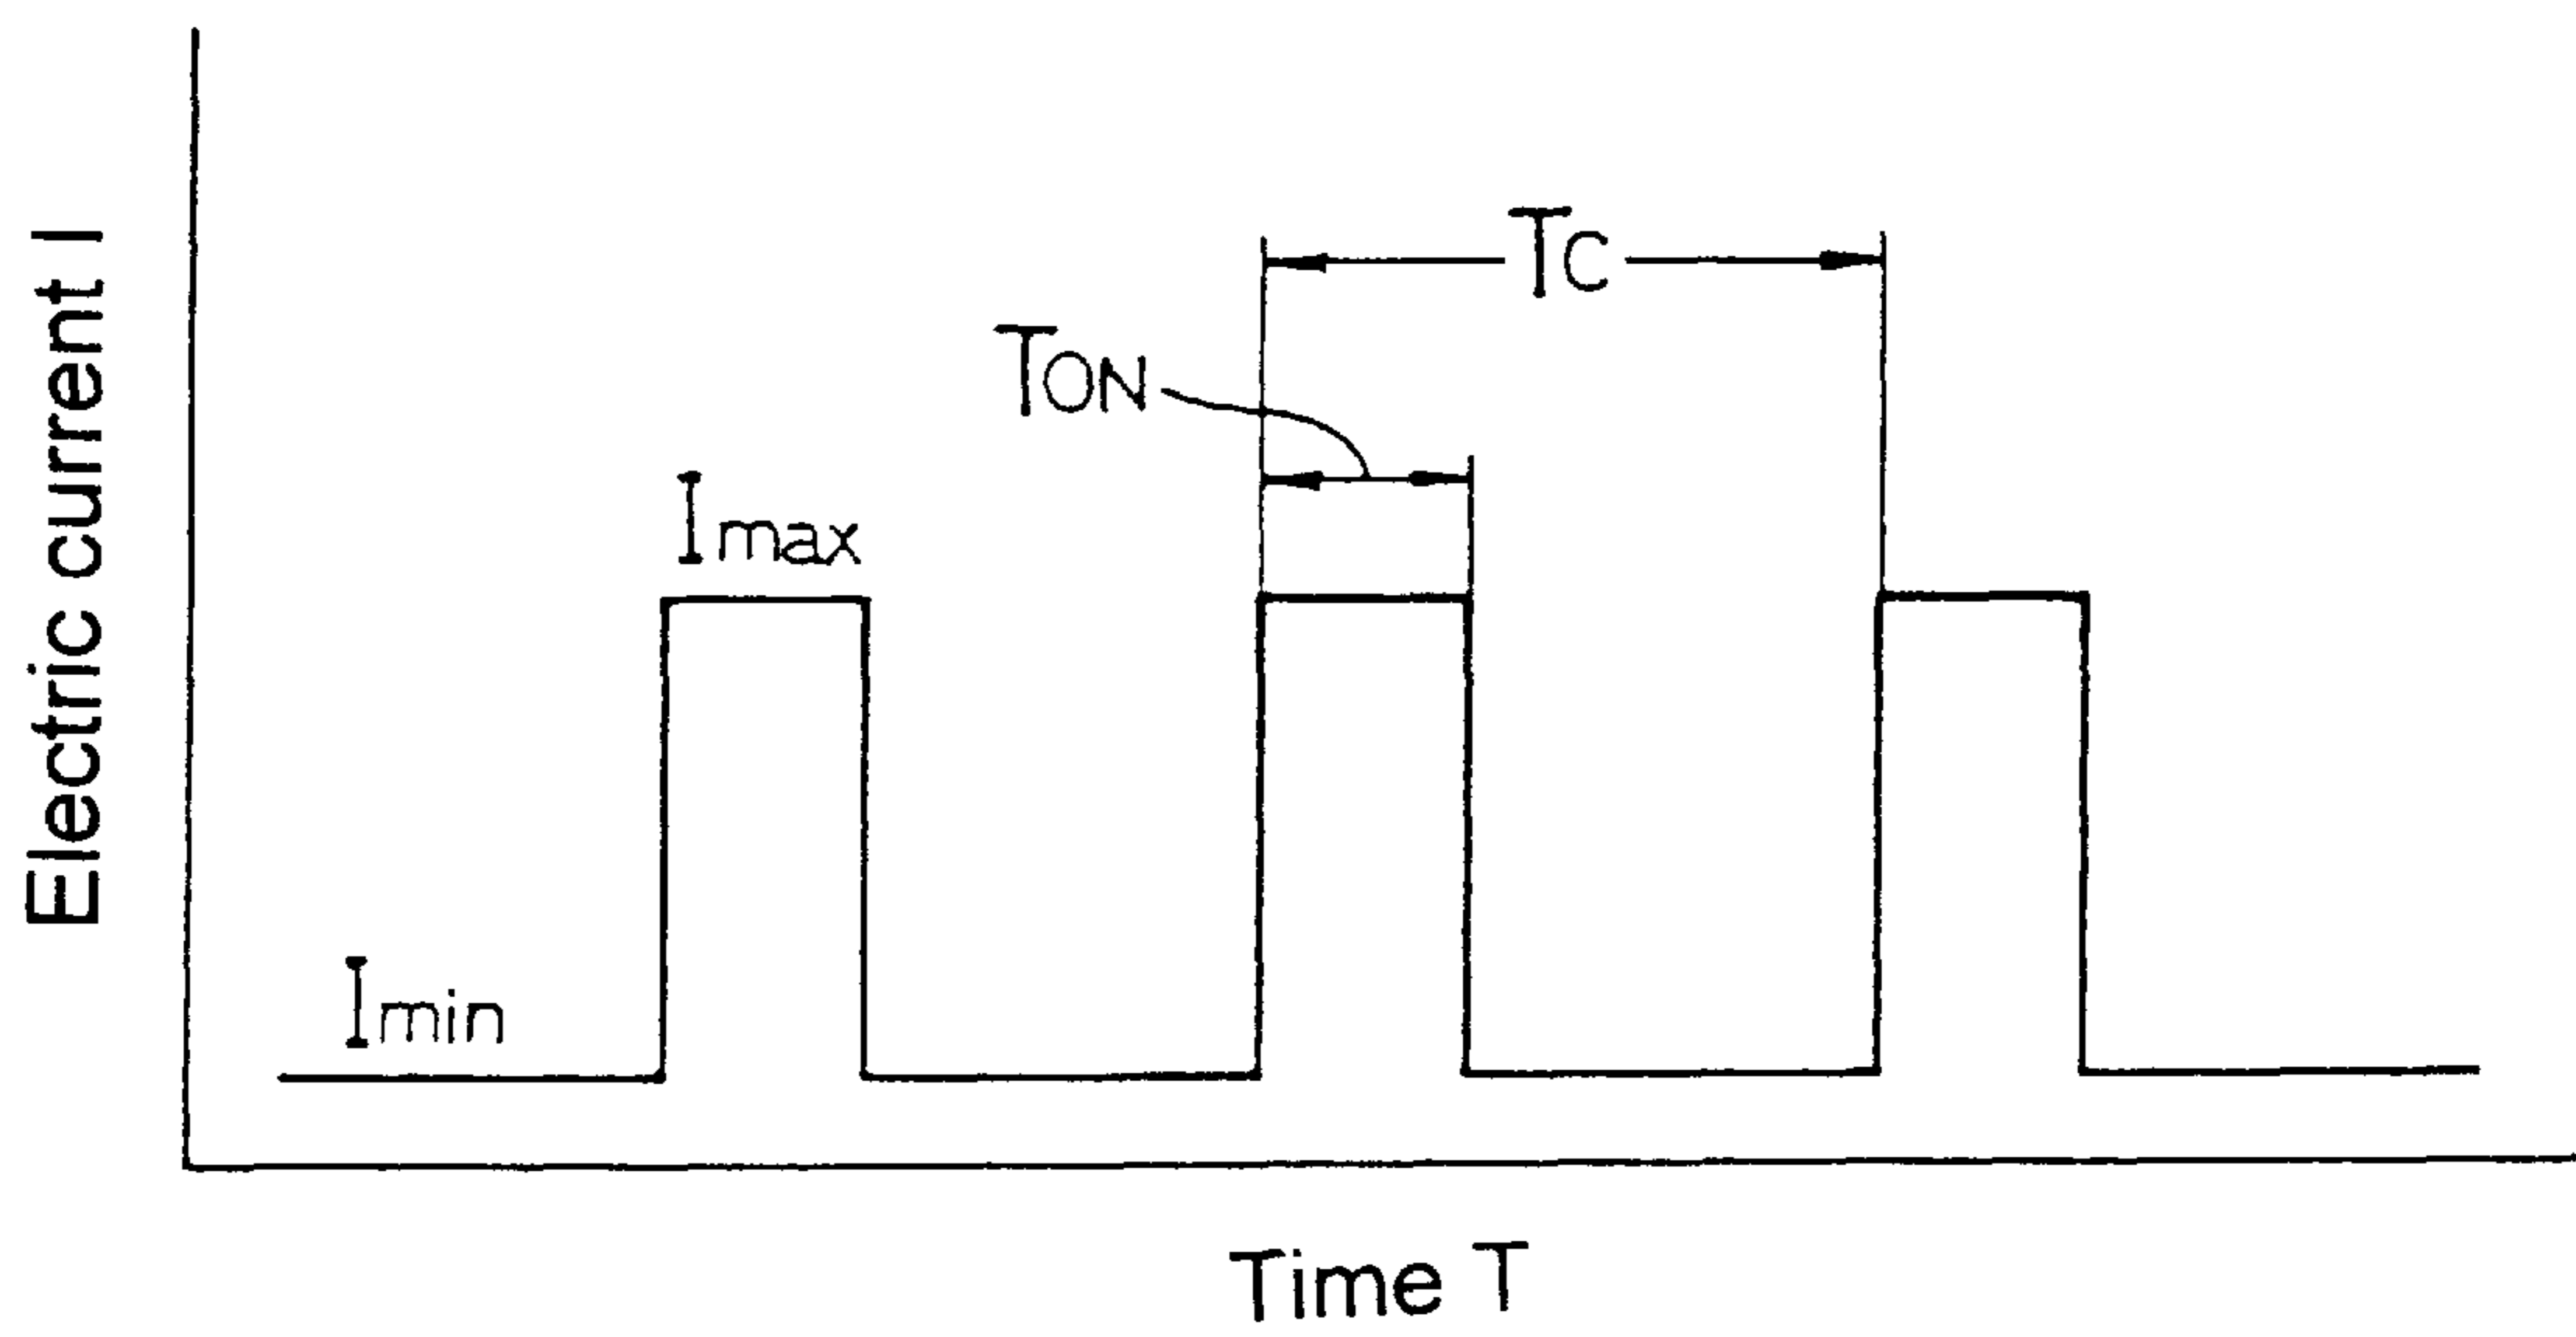 Electric current I
TC
TON
Imax
Imin
Time T